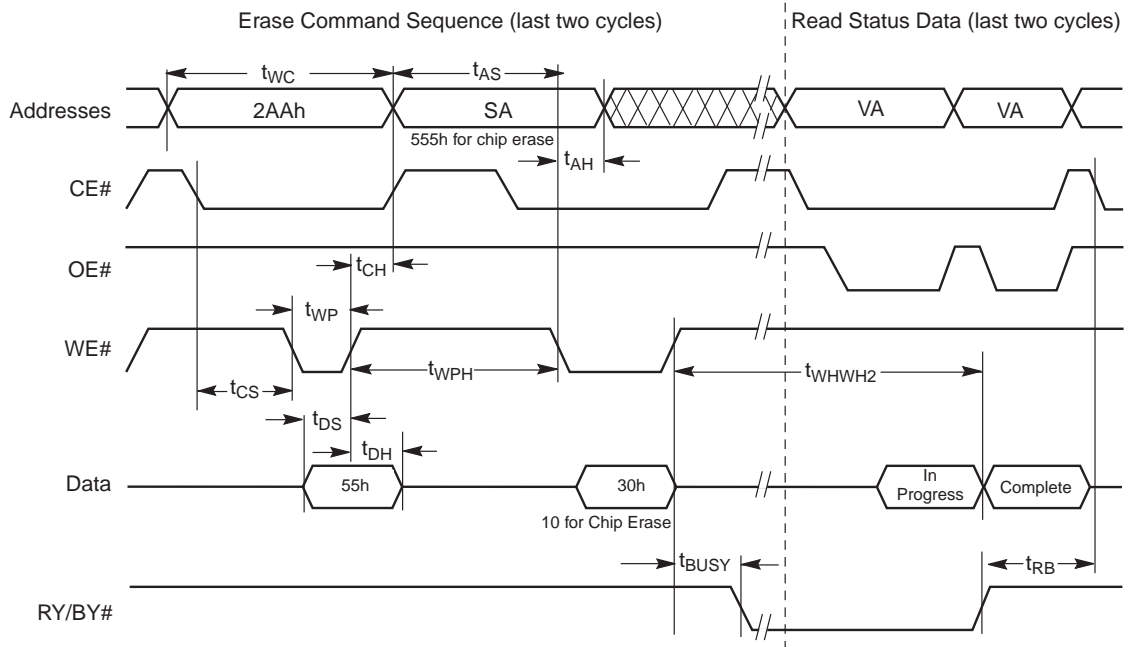 Erase Command Sequence (last two cycles)
Read Status Data (last two cycles)
tWC
tAS
Addresses
2AAh
SA
VA
VA
555h for chip erase
tAH
CE#
OE#
tCH
tWP
WE#
tWPH
tWHWH2
tCS
tDS
tDH
Data
55h
30h
In
Progress
Complete
10 for Chip Erase
tBUSY
tRB
RY/BY#